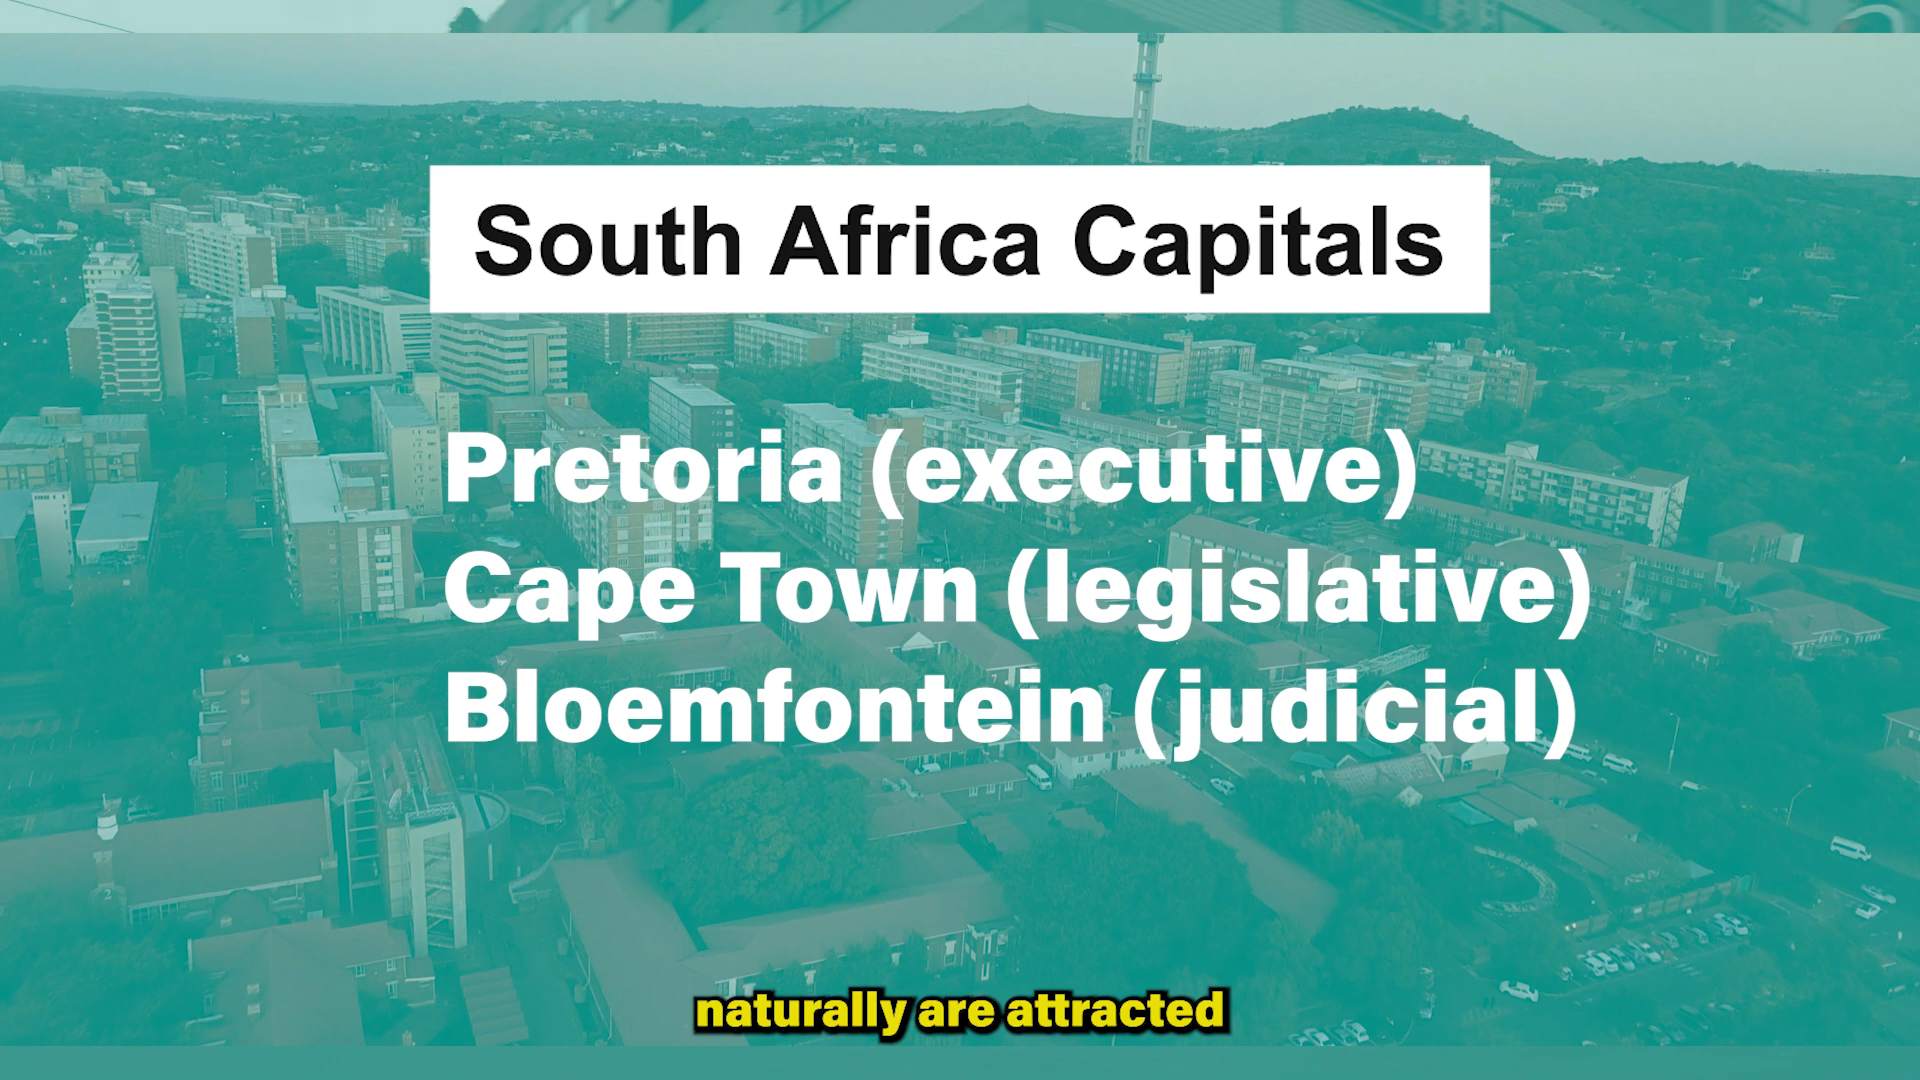 South Africa Capitals
Pretoria (executive)
Cape Town (legislative)
Bloemfontein (judicial)
naturally are attracted